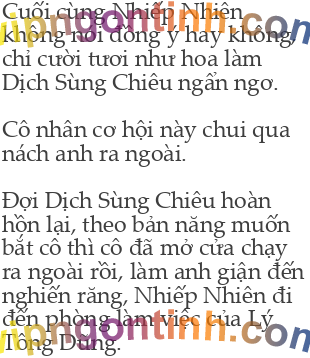 Cuối cùng Nhiếp Nhiên
không nói đồng ý hay không,
chỉ cười tươi như hoa làm
Dịch Sùng Chiêu ngẩn ngơ.
Cô nhân cơ hội này chui qua
nách anh ra ngoài.
Đợi Dịch Sùng Chiêu hoàn
hồn lại, theo bản năng muốn
bắt cô thì cô đã mở cửa chạy
ra ngoài rồi, làm anh giận đến
nghiến răng, Nhiếp Nhiên đi
đến phòng làm việc của Lý
Tông Dũng.